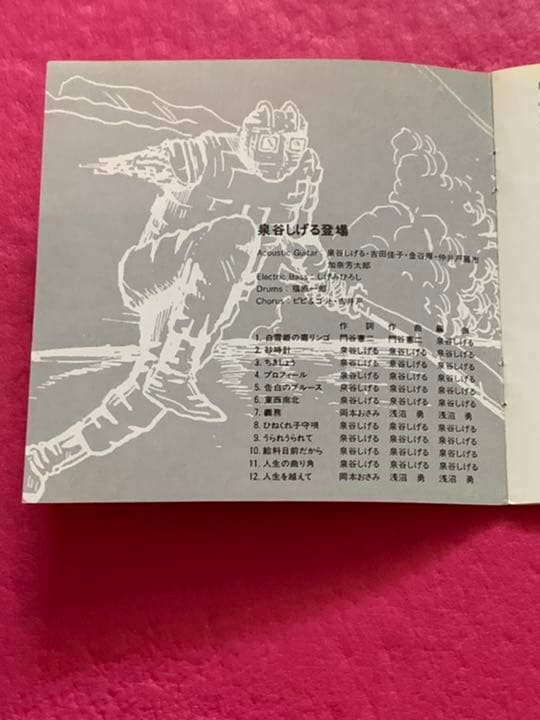 泉谷しげる登場
Acoustic Guitar：泉谷しげる・吉田佳子・金谷厚・仲井戸麗市
加奈芳太郎
Electric Bass：しげみひろし
Drums：
Chorus：ピピ&コット・古井戸
作詞 作曲 編曲
1. 白雪姫の毒リンゴ 門谷憲二 門谷憲二 泉谷しげる
2. 砂時計 泉谷しげる 泉谷しげる 泉谷しげる
3. ちきしょう 泉谷しげる 泉谷しげる 泉谷しげる
4. プロフィール 泉谷しげる 泉谷しげる 泉谷しげる
5. 告白のブルース 泉谷しげる 泉谷しげる 泉谷しげる
6. 東西南北 泉谷しげる 泉谷しげる 泉谷しげる
7. 義務 岡本おさみ 浅沼 勇 浅沼 勇
8. ひねくれ子守唄 泉谷しげる 泉谷しげる 泉谷しげる
9. うられうられて 泉谷しげる 泉谷しげる 泉谷しげる
10. 給料日前だから 泉谷しげる 泉谷しげる 泉谷しげる
11. 人生の曲り角 泉谷しげる 泉谷しげる 泉谷しげる
12. 人生を越えて 岡本おさみ 浅沼 勇 浅沼 勇